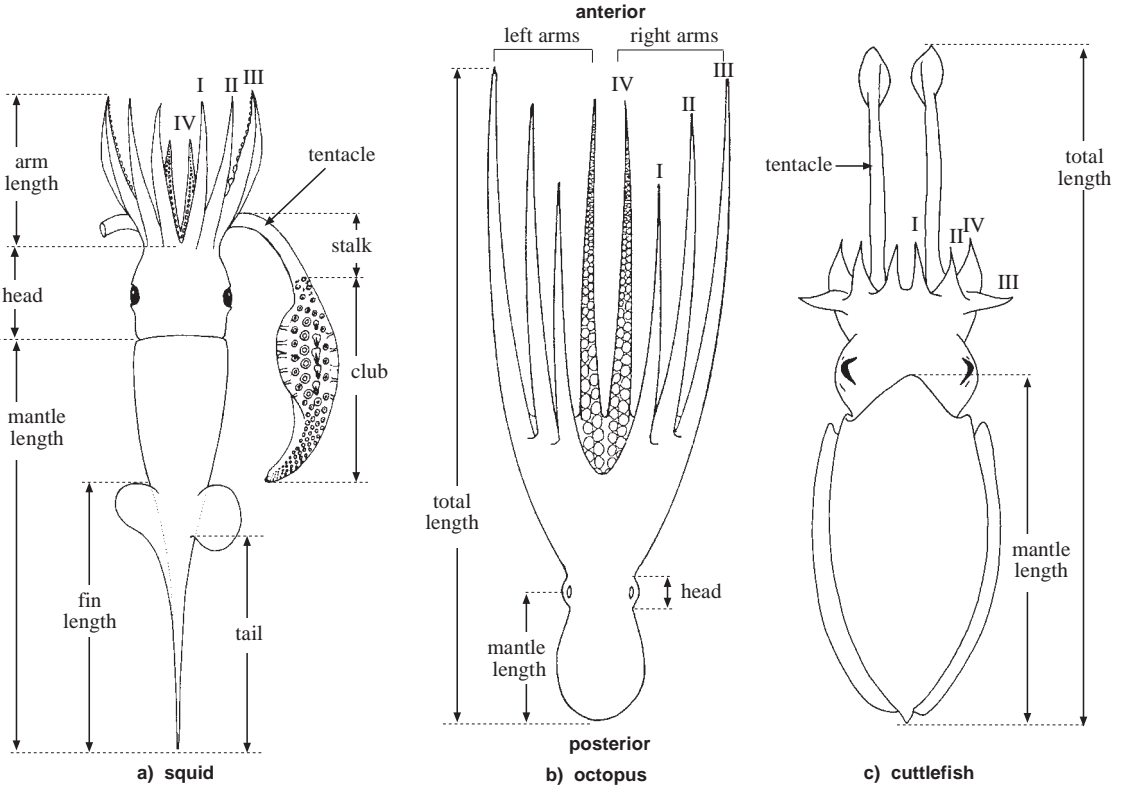 anterior
left arms
right arms
I
II
III
IV
arm
length
tentacle
stalk
head
club
mantle
length
fin
length
tail
a) squid
IV
III
II
I
total
length
head
mantle
length
posterior
b) octopus
tentacle
total
length
I
II
IV
III
mantle
length
c) cuttlefish